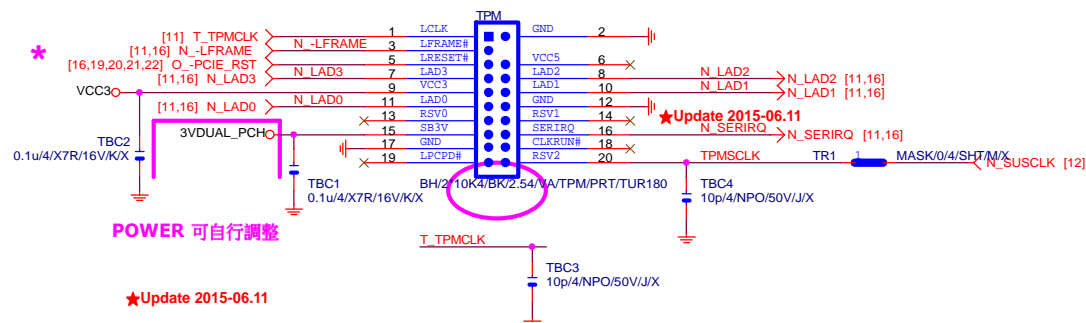 TPM
[11] T_TPMCLK 1 LCLK GND 2
*
[11,16] N_-LFRAME N_-LFRAME 3 LFRAME#
[16,19,20,21,22] O_-PCIE_RST 5 LRESET# VCC5 6
[11,16] N_LAD3 N_LAD3 7 LAD3 LAD2 8 N_LAD2 N_LAD2 [11,16]
VCC3 9 VCC3 LAD1 10 N_LAD1 N_LAD1 [11,16]
[11,16] N_LAD0 N_LAD0 11 LAD0 GND 12
13 RSV0 RSV1 14 ★Update 2015-06.11
3VDUAL_PCH 15 SB3V SERIRQ 16 N_SERIRQ N_SERIRQ [11,16]
17 GND CLKRUN# 18
19 LPCPD# RSV2 20 TPMSCLK TR1 1 MASK/0/4/SHT/M/X N_SUSCLK [12]
TBC2
0.1u/4/X7R/16V/K/X
BH/2*10K4/BK/2.54/VA/TPM/PRT/TUR180
TBC1
0.1u/4/X7R/16V/K/X
TBC4
10p/4/NPO/50V/J/X
POWER 可自行調整
T_TPMCLK
TBC3
10p/4/NPO/50V/J/X
★Update 2015-06.11